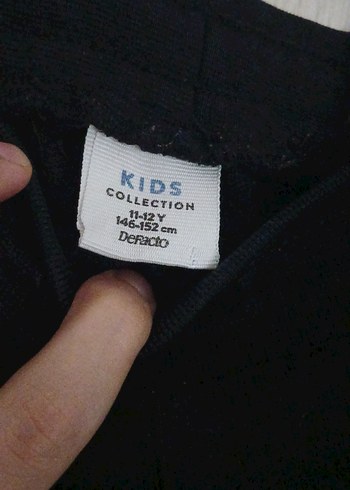 KIDS
COLLECTION
11-12 Y
146-152 cm
DeFacto